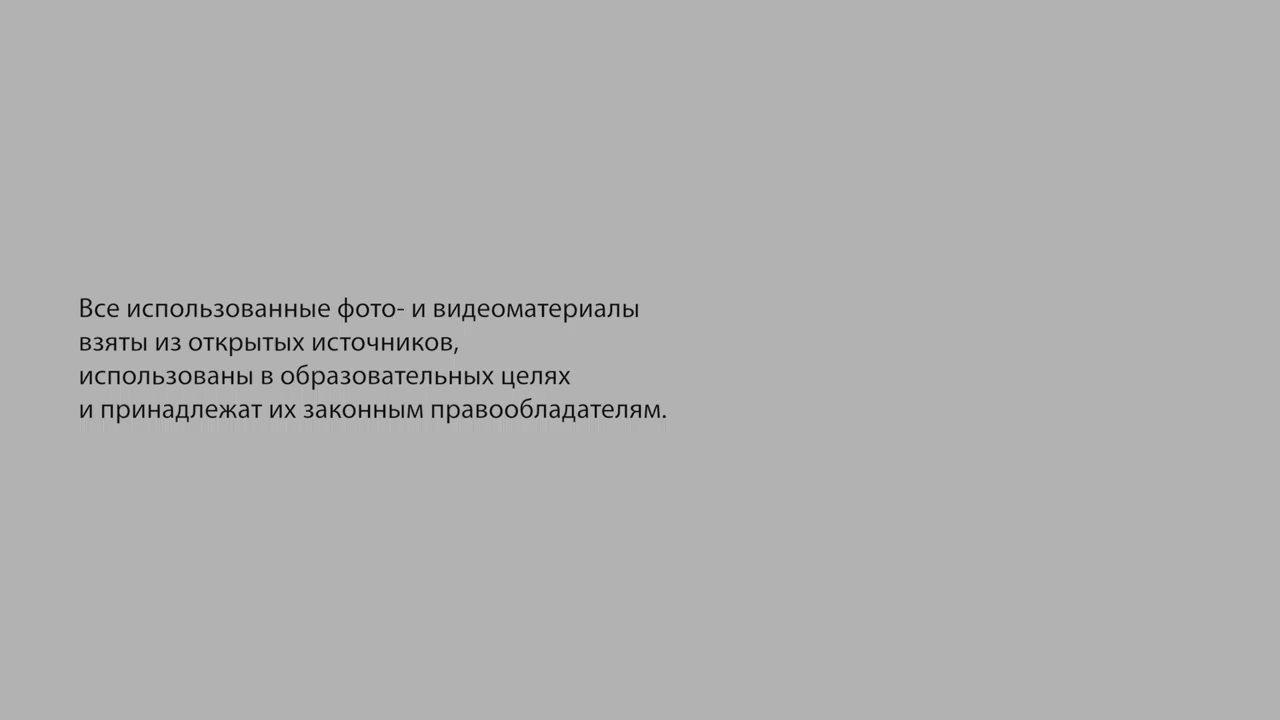 Все использованные фото- и видеоматериалы
взяты из открытых источников,
использованы в образовательных целях
и принадлежат их законным правообладателям.